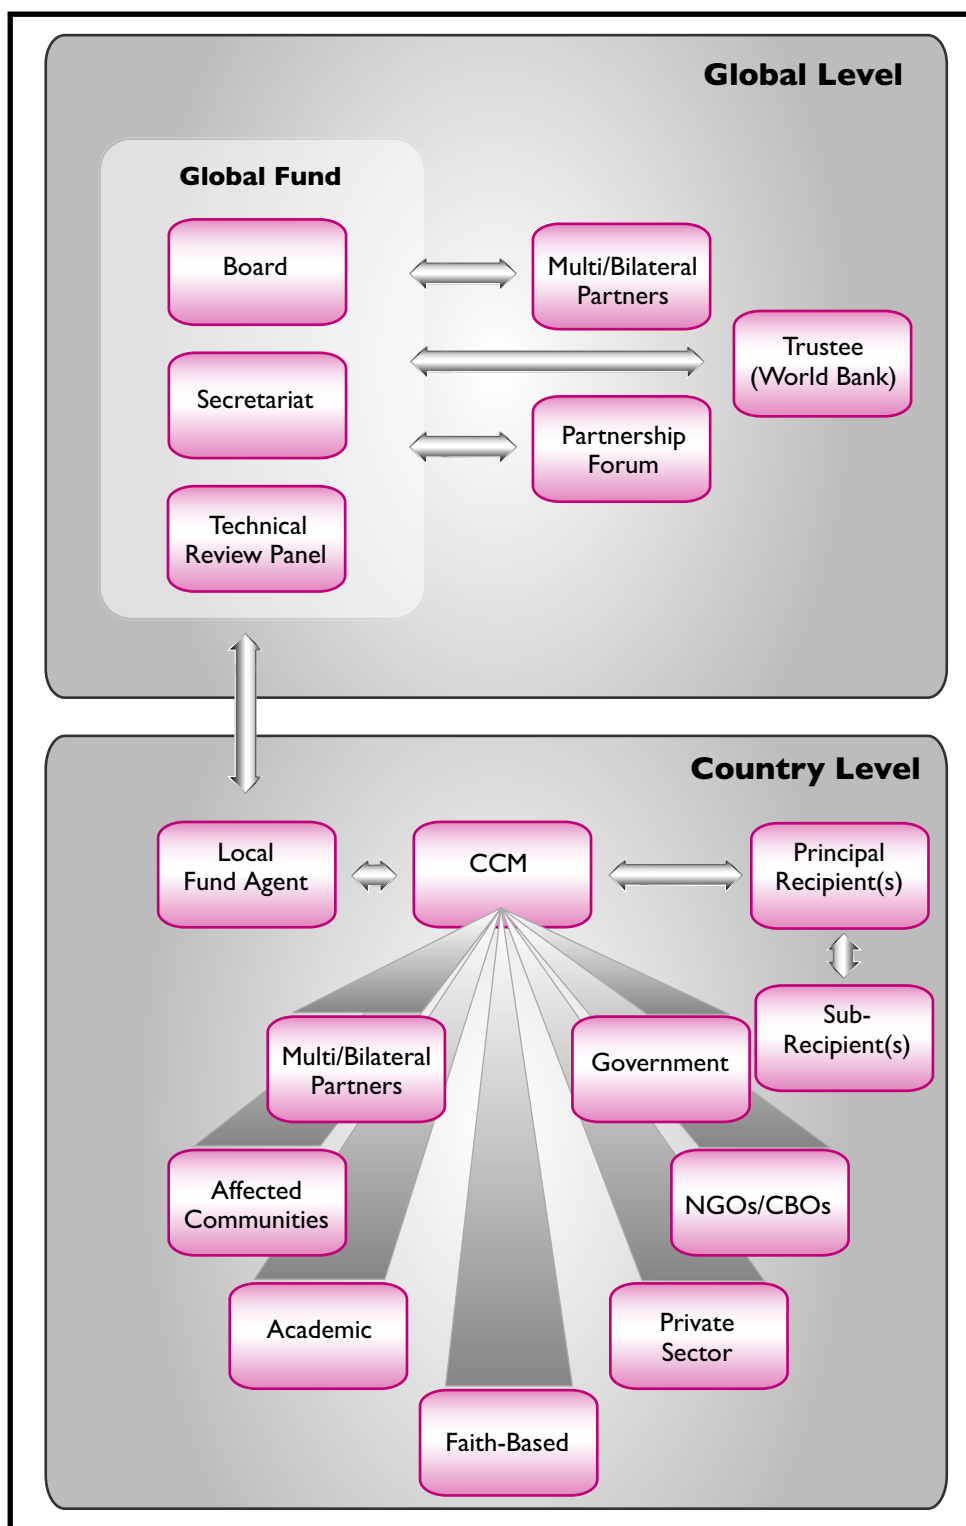 Global Level
Global Fund
Board
Multi/Bilateral
Partners
Trustee
(World Bank)
Secretariat
Partnership
Forum
Technical
Review Panel
Country Level
Local
Fund Agent
CCM
Principal
Recipient(s)
Sub-
Recipient(s)
Multi/Bilateral
Partners
Government
Affected
Communities
NGOs/CBOs
Academic
Private
Sector
Faith-Based